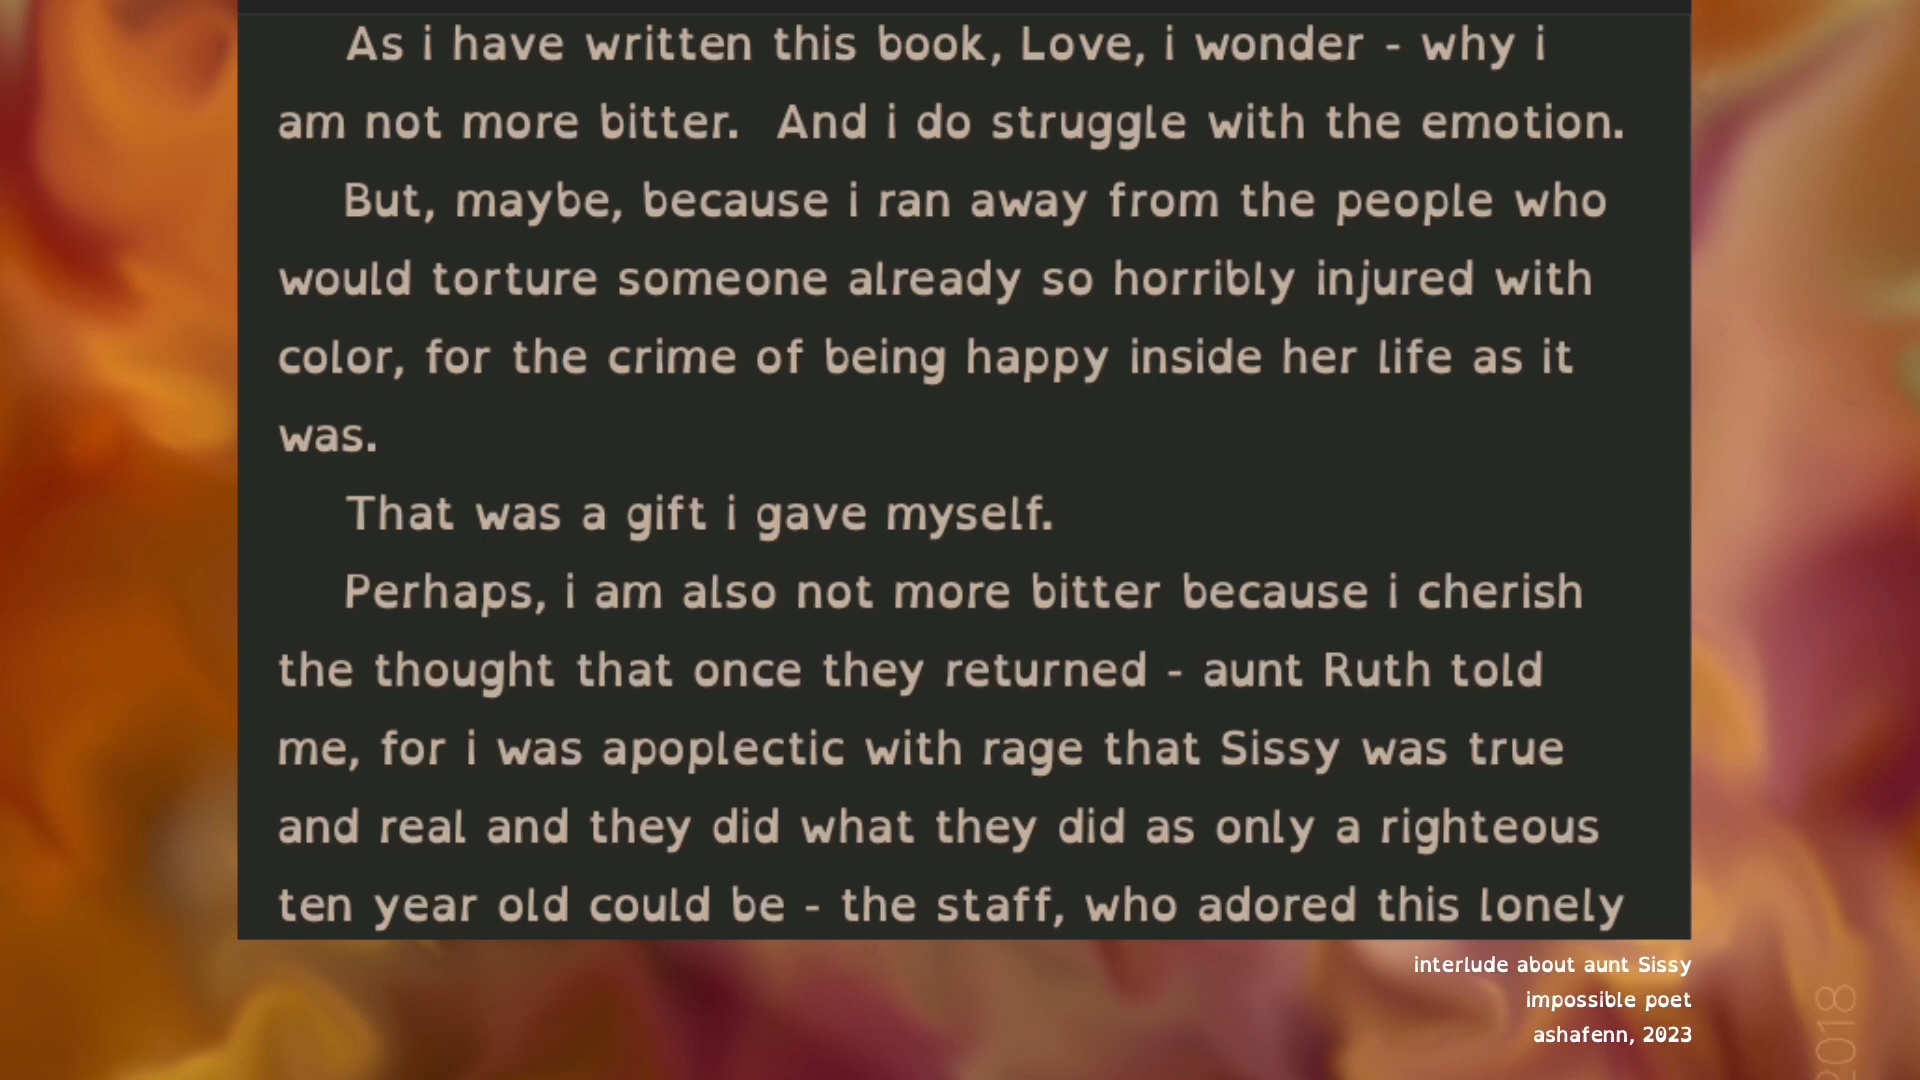 As i have written this book, Love, i wonder - why i
am not more bitter.  And i do struggle with the emotion.
But, maybe, because i ran away from the people who
would torture someone already so horribly injured with
color, for the crime of being happy inside her life as it
was.
That was a gift i gave myself.
Perhaps, i am also not more bitter because i cherish
the thought that once they returned - aunt Ruth told
me, for i was apoplectic with rage that Sissy was true
and real and they did what they did as only a righteous
ten year old could be - the staff, who adored this lonely
interlude about aunt Sissy
impossible poet
ashafenn, 2023
2018